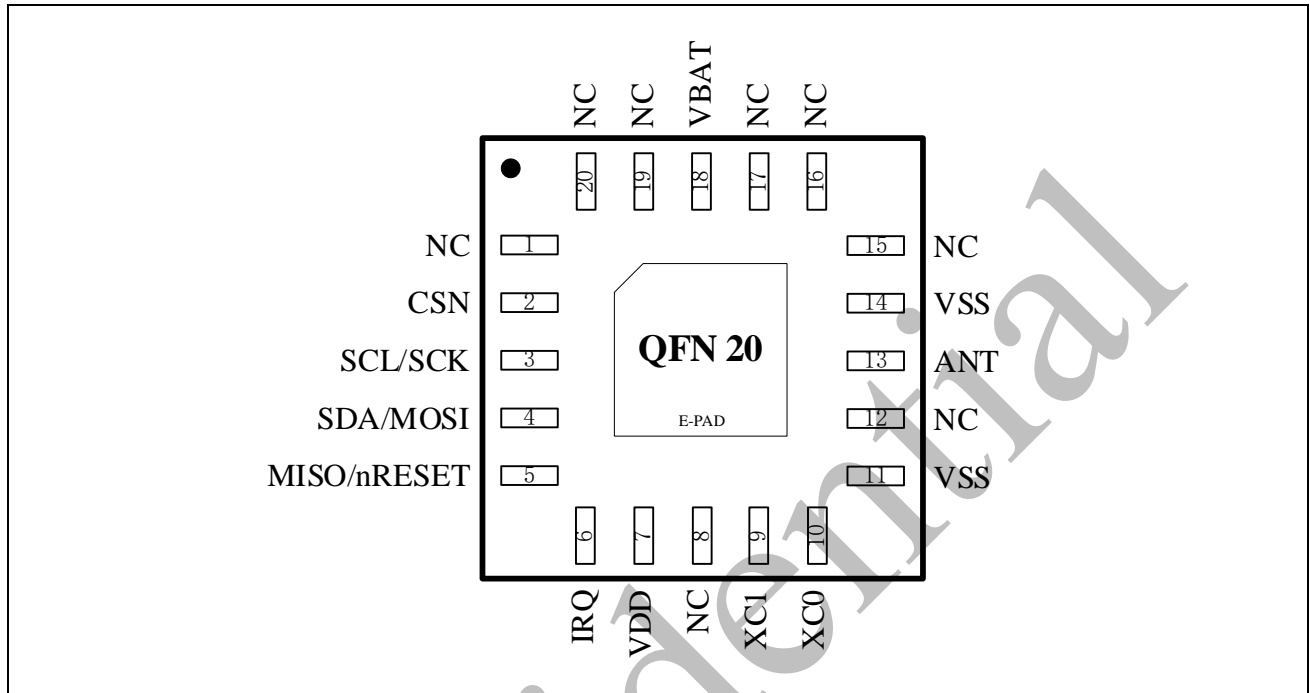 NC
NC
VBAT
NC
NC
20
19
18
17
16
NC 1
CSN 2
SCL/SCK 3
SDA/MOSI 4
MISO/nRESET 5
15 NC
14 VSS
13 ANT
12 NC
11 VSS
QFN 20
E-PAD
6
7
8
9
10
IRQ
VDD
NC
XC1
XC0
idential